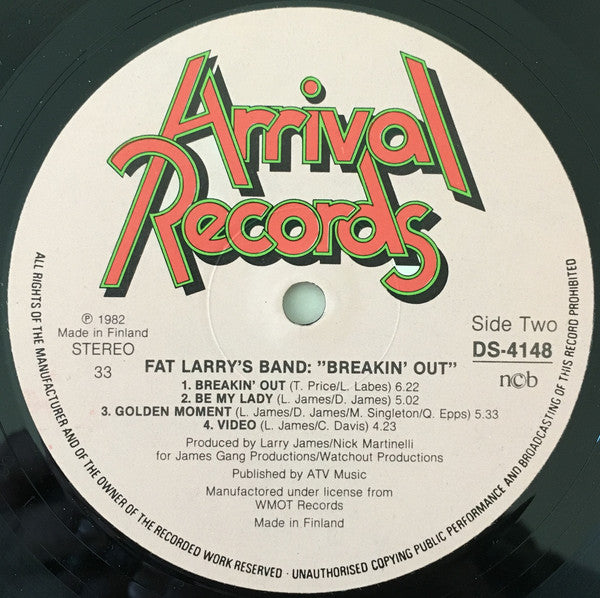 Arrival
Records
℗ 1982
Made in Finland
STEREO
33
Side Two
DS-4148
ncb
FAT LARRY'S BAND: "BREAKIN' OUT"
1. BREAKIN' OUT (T. Price/L. Labes) 6.22
2. BE MY LADY (L. James/D. James) 5.02
3. GOLDEN MOMENT (L. James/D. James/M. Singleton/Q. Epps) 5.33
4. VIDEO (L. James/C. Davis) 4.23
Produced by Larry James/Nick Martinelli
for James Gang Productions/Watchout Productions
Published by ATV Music
Manufactored under license from
WMOT Records
Made in Finland
ALL RIGHTS OF THE MANUFACTURER AND OF THE OWNER OF THE RECORDED WORK RESERVED · UNAUTHORISED COPYING PUBLIC PERFORMANCE AND BROADCASTING OF THIS RECORD PROHIBITED